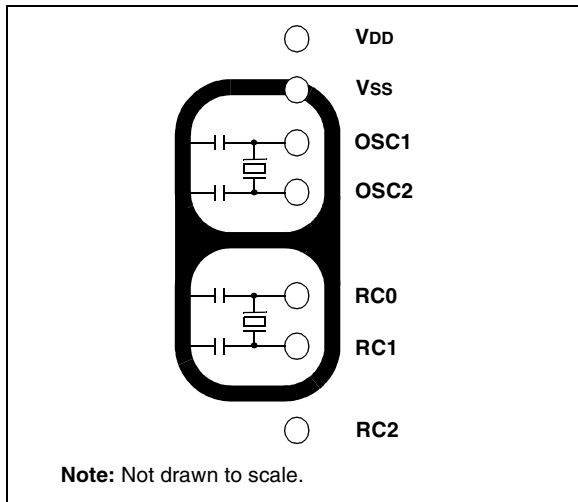 VDD
VSS
OSC1
OSC2
RC0
RC1
RC2
Note: Not drawn to scale.